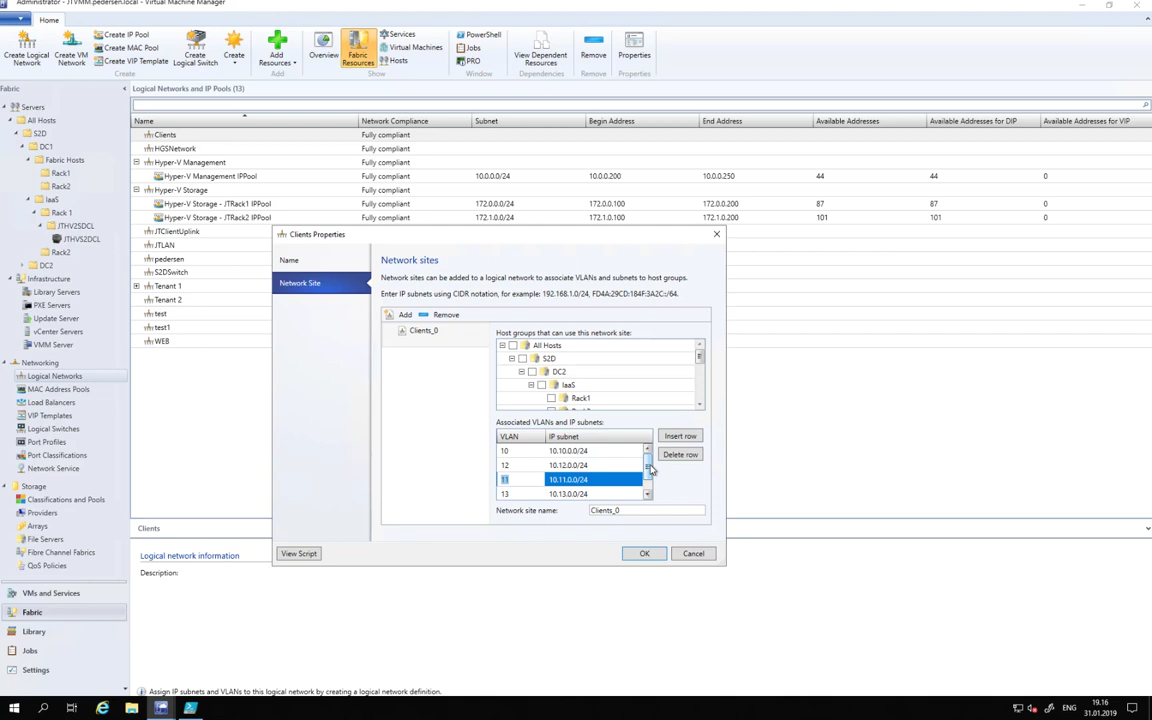 Administrator - JTVMM.pedersen.local - Virtual Machine Manager
Home
Create Logical Network
Create VM Network
Create IP Pool
Create MAC Pool
Create VIP Template
Create Logical Switch
Create
Create
Add Resources
Add
Overview
Fabric Resources
Services
Virtual Machines
Hosts
Show
PowerShell
Jobs
PRO
Window
View Dependent Resources
Dependencies
Remove
Remove
Properties
Properties
Fabric
Servers
All Hosts
S2D
DC1
Fabric Hosts
Rack1
Rack2
IaaS
Rack 1
JTHV2SDCL
JTHVS2DCL
Rack2
DC2
Infrastructure
Library Servers
PXE Servers
Update Server
vCenter Servers
VMM Server
Networking
Logical Networks
MAC Address Pools
Load Balancers
VIP Templates
Logical Switches
Port Profiles
Port Classifications
Network Service
Storage
Classifications and Pools
Providers
Arrays
File Servers
Fibre Channel Fabrics
QoS Policies
VMs and Services
Fabric
Library
Jobs
Settings
Logical Networks and IP Pools (13)
Name Network Compliance Subnet Begin Address End Address Available Addresses Available Addresses for DIP Available Addresses for VIP
Clients Fully compliant
HGSNetwork Fully compliant
Hyper-V Management Fully compliant
Hyper-V Management IPPool Fully compliant 10.0.0.0/24 10.0.0.200 10.0.0.250 44 44 0
Hyper-V Storage Fully compliant
Hyper-V Storage - JTRack1 IPPool Fully compliant 172.0.0.0/24 172.0.0.100 172.0.0.200 87 87 0
Hyper-V Storage - JTRack2 IPPool Fully compliant 172.1.0.0/24 172.1.0.100 172.1.0.200 101 101 0
JTClientUplink
JTLAN
pedersen
S2DSwitch
Tenant 1
Tenant 2
test
test1
WEB
Clients Properties
Name
Network Site
Network sites
Network sites can be added to a logical network to associate VLANs and subnets to host groups.
Enter IP subnets using CIDR notation, for example: 192.168.1.0/24, FD4A:29CD:184F:3A2C::/64.
Add Remove
Clients_0
Host groups that can use this network site:
All Hosts
S2D
DC2
IaaS
Rack1
Associated VLANs and IP subnets:
VLAN IP subnet
10 10.10.0.0/24
12 10.12.0.0/24
11 10.11.0.0/24
13 10.13.0.0/24
Insert row
Delete row
Network site name: Clients_0
View Script OK Cancel
Clients
Logical network information
Description:
Assign IP subnets and VLANs to this logical network by creating a logical network definition.
ENG
19.16
31.01.2019